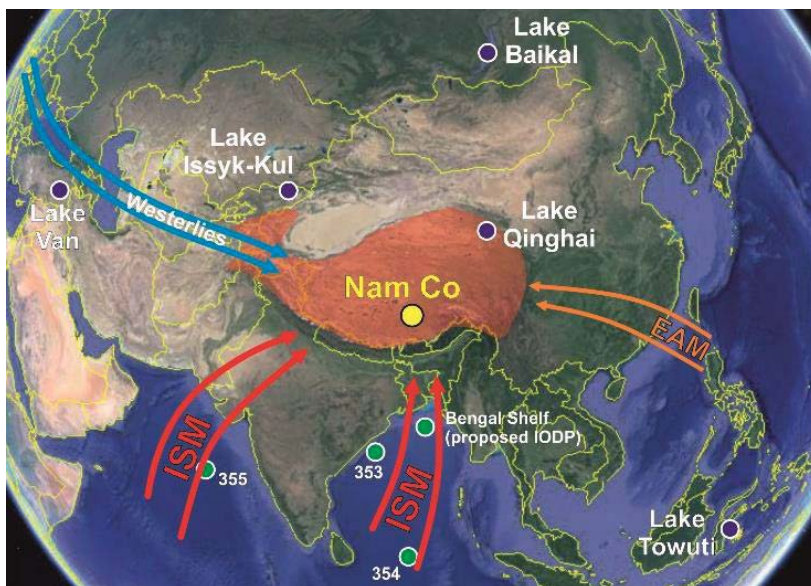 Lake
Baikal
Lake
Issyk-Kul
Lake
Van
Westerlies
Lake
Qinghai
Nam Co
EAM
ISM
355
353
Bengal Shelf
(proposed IODP)
ISM
354
Lake
Towuti